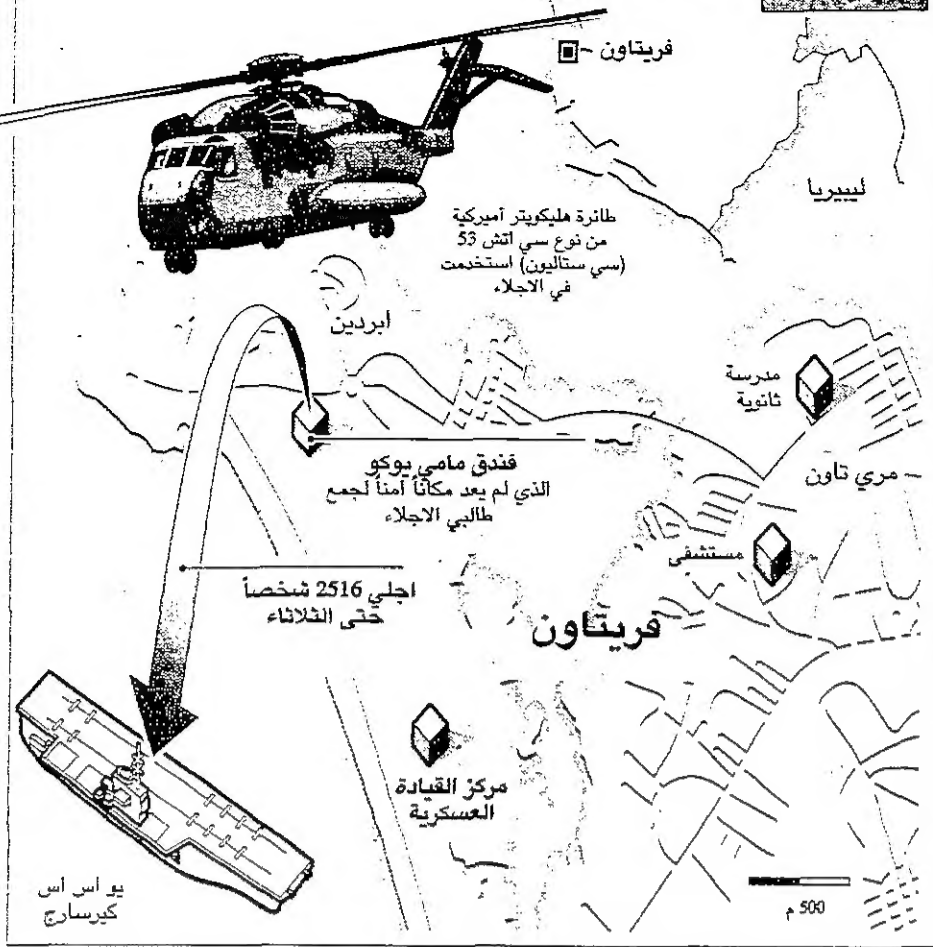 فريتاون
ليبيريا
طائرة هليكوبتر أميركية
من نوع سي اتش 53
(سي ستاليون) استخدمت
في الاجلاء
أبردين
مدرسة
ثانوية
فندق مامي يوكو
الذي لم يعد مكاناً آمناً لجمع
طالبي الاجلاء
مري تاون
مستشفى
اجلي 2516 شخصاً
حتى الثلاثاء
فريتاون
مركز القيادة
العسكرية
يو اس اس
كيرسارج
500 م